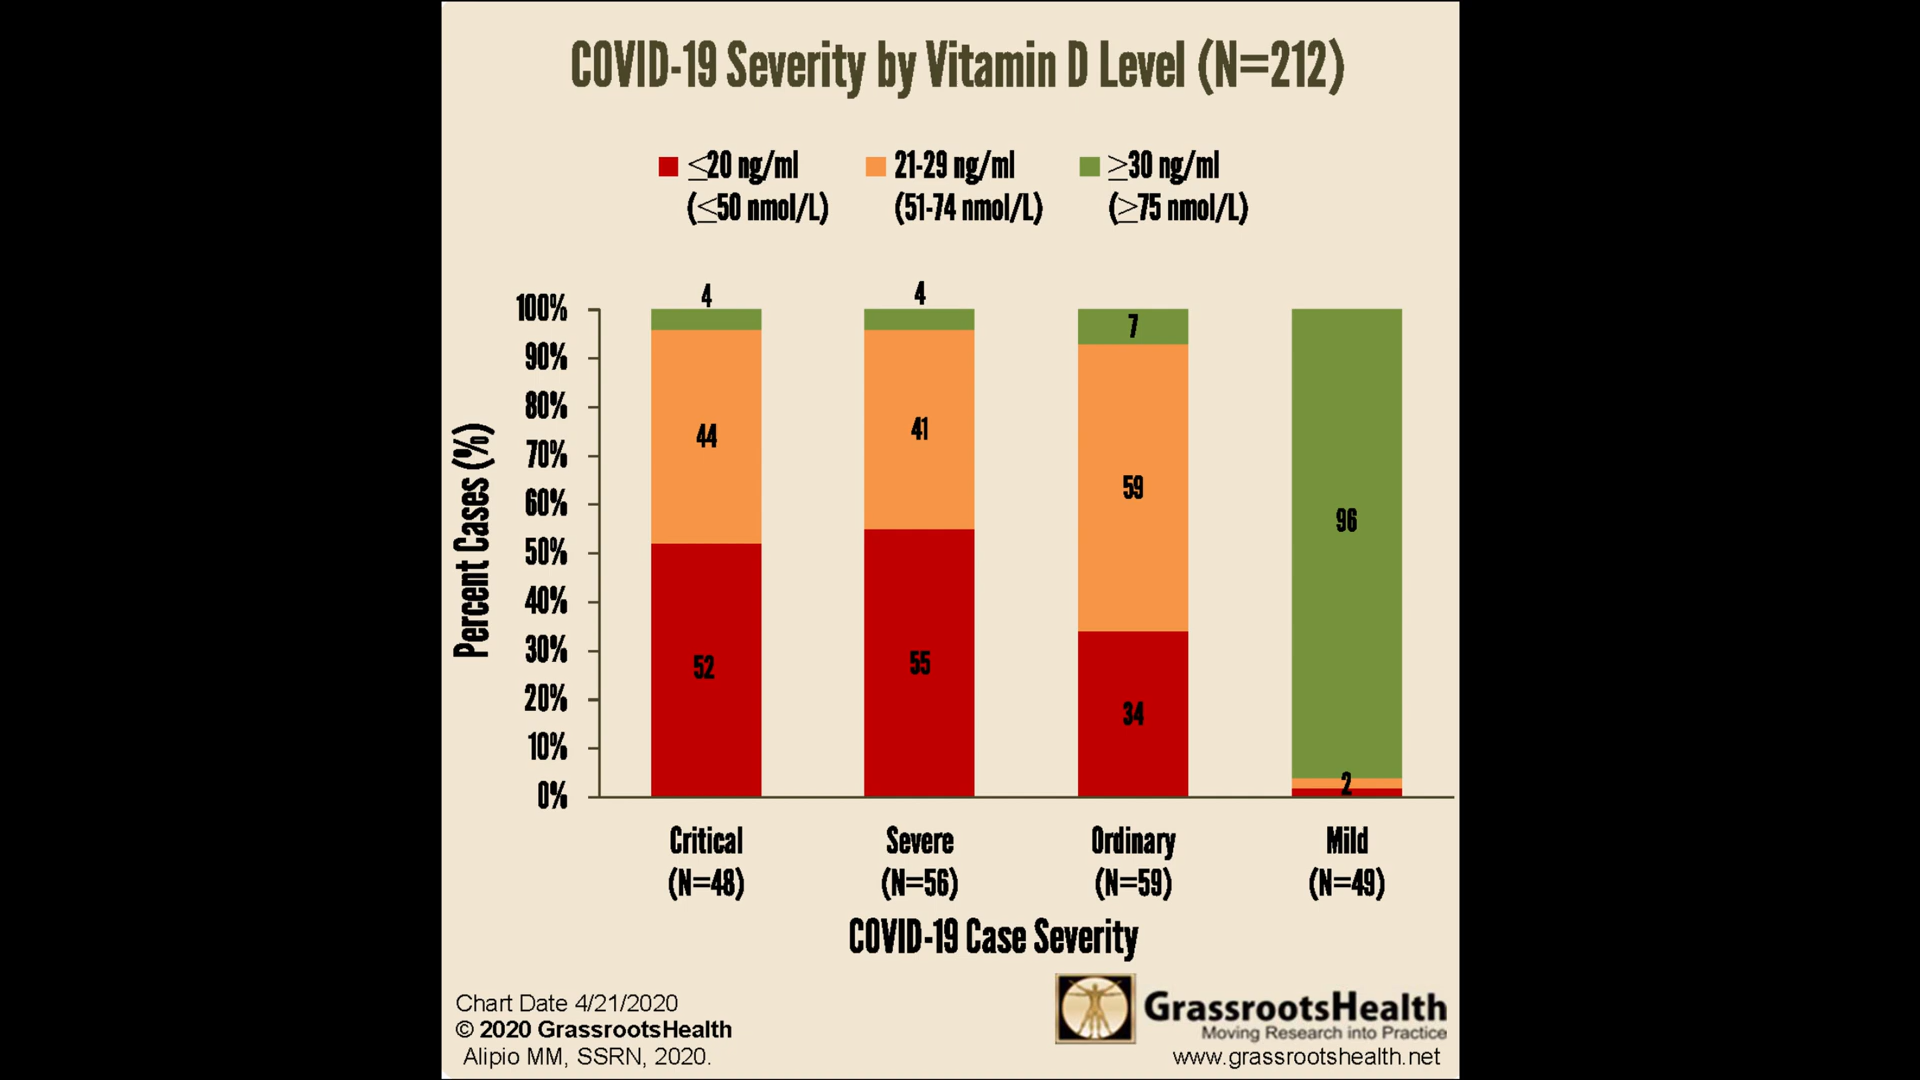 COVID-19 Severity by Vitamin D Level (N=212)
≤20 ng/ml
(≤50 nmol/L)
21-29 ng/ml
(51-74 nmol/L)
≥30 ng/ml
(≥75 nmol/L)
Percent Cases (%)
100%
90%
80%
70%
60%
50%
40%
30%
20%
10%
0%
4
44
52
4
41
55
7
59
34
96
2
Critical
(N=48)
Severe
(N=56)
Ordinary
(N=59)
Mild
(N=49)
COVID-19 Case Severity
Chart Date 4/21/2020
© 2020 GrassrootsHealth
Alipio MM, SSRN, 2020.
GrassrootsHealth
Moving Research into Practice
www.grassrootshealth.net